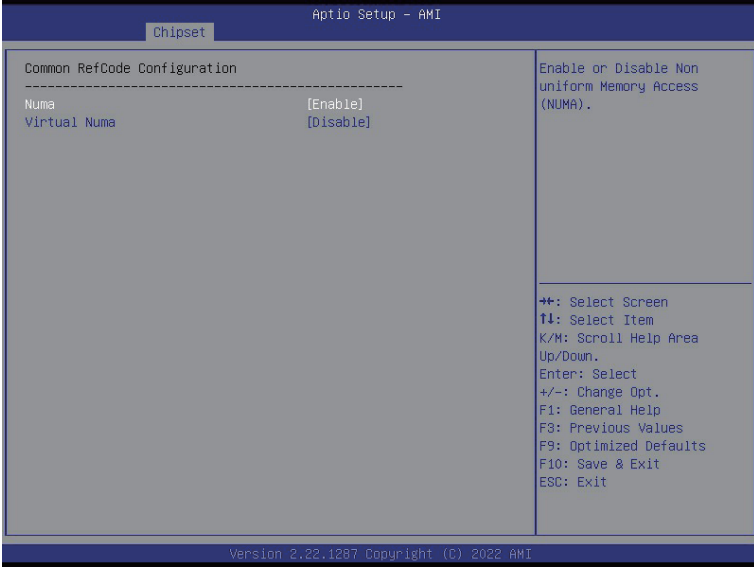 Aptio Setup – AMI
Chipset
Common RefCode Configuration
------------------------------------------------
Numa [Enable]
Virtual Numa [Disable]
Enable or Disable Non
uniform Memory Access
(NUMA).
→←: Select Screen
↑↓: Select Item
K/M: Scroll Help Area
Up/Down.
Enter: Select
+/-: Change Opt.
F1: General Help
F3: Previous Values
F9: Optimized Defaults
F10: Save & Exit
ESC: Exit
Version 2.22.1287 Copyright (C) 2022 AMI